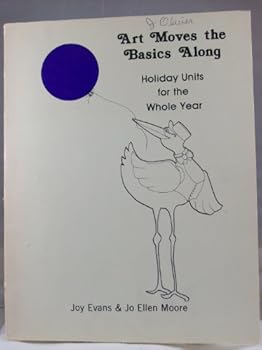 Art Moves the
Basics Along
Holiday Units
for the
Whole Year
Joy Evans & Jo Ellen Moore